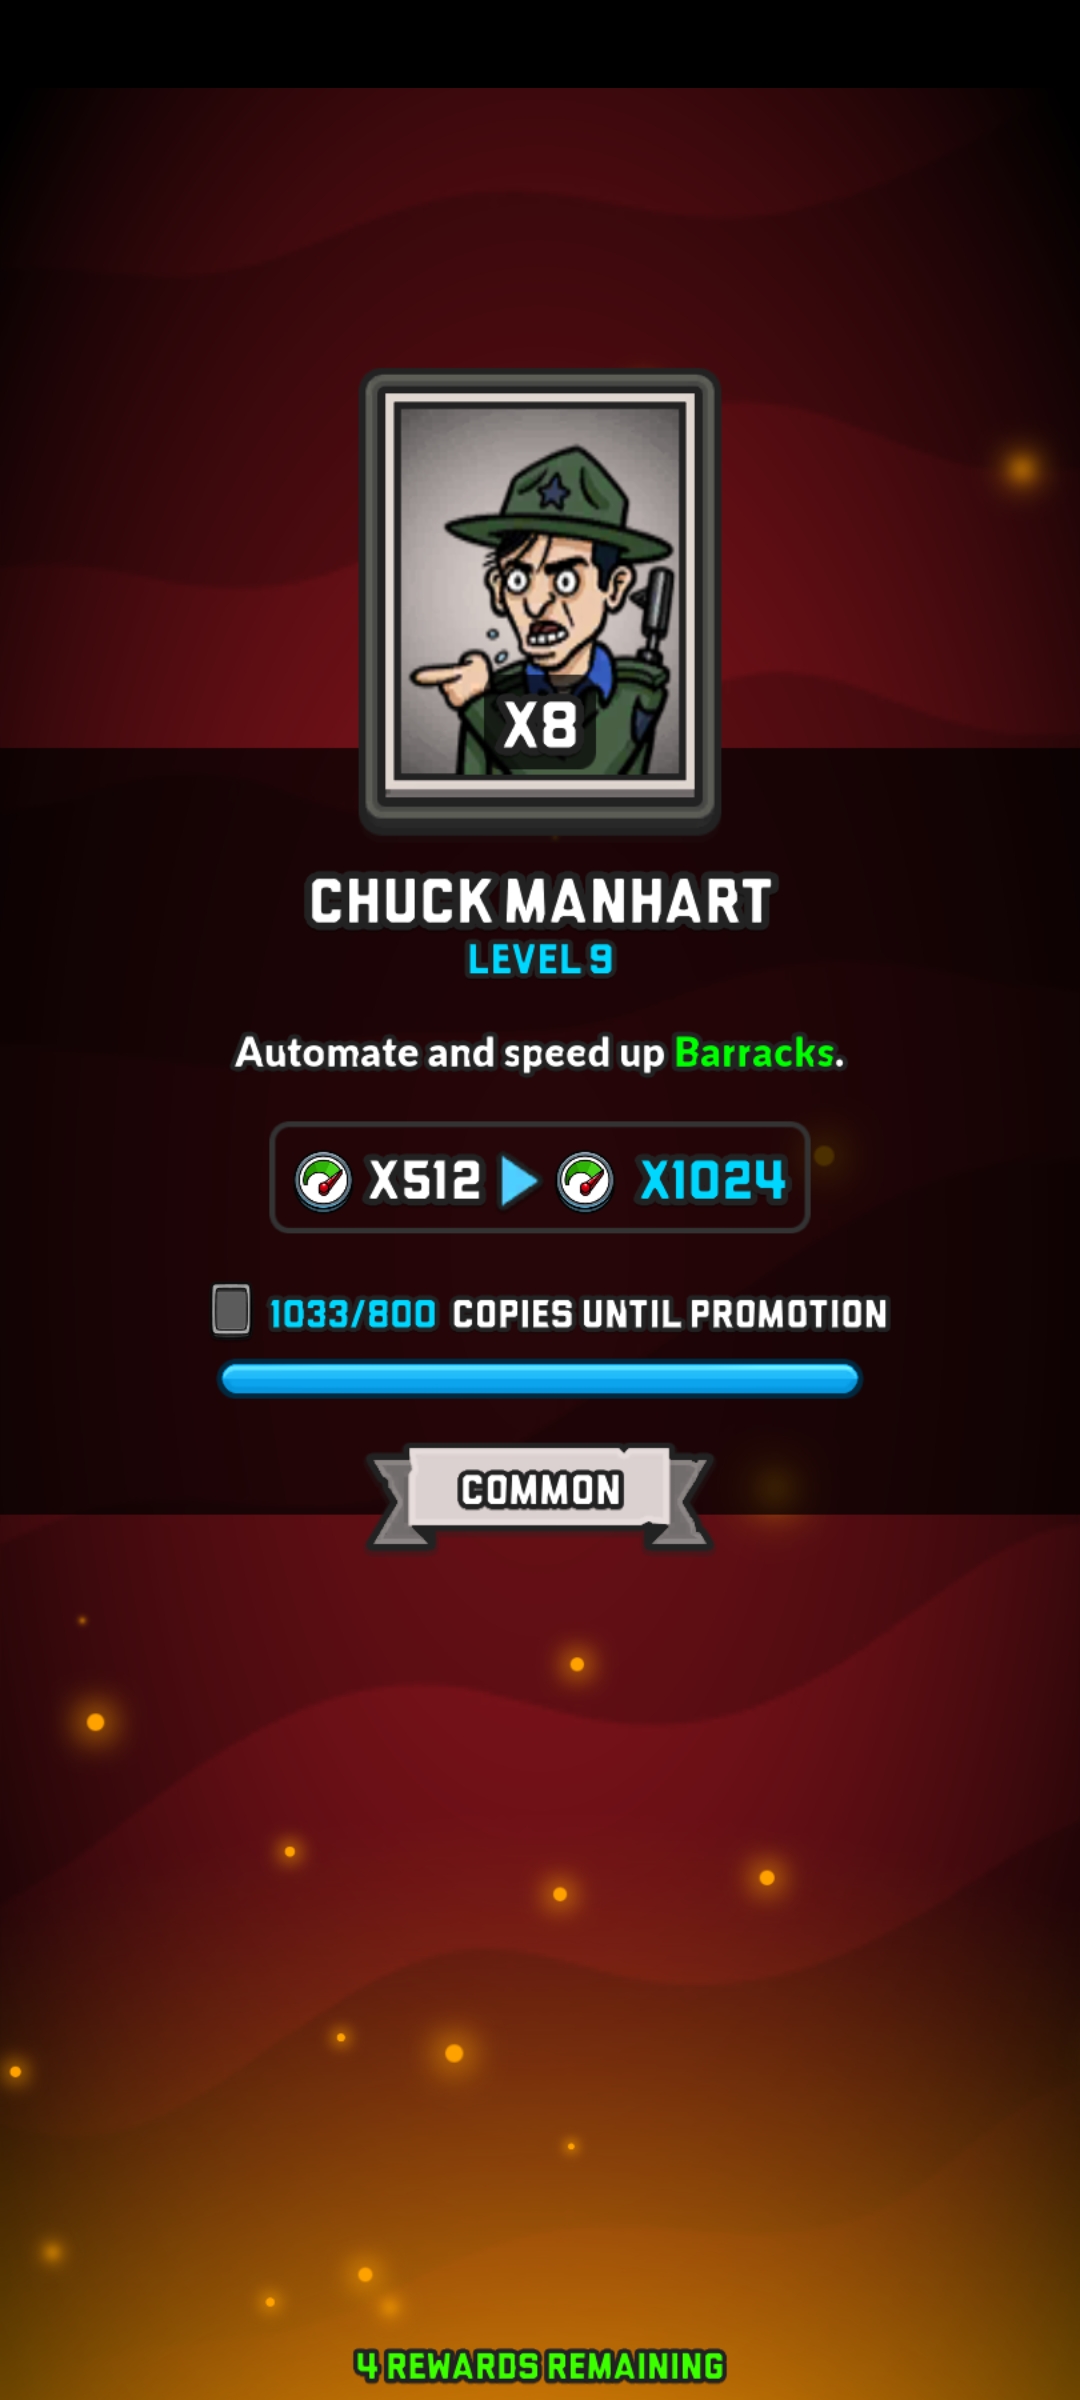 X8
CHUCK MANHART
LEVEL 9
Automate and speed up Barracks.
X512 X1024
1033/800 COPIES UNTIL PROMOTION
COMMON
4 REWARDS REMAINING